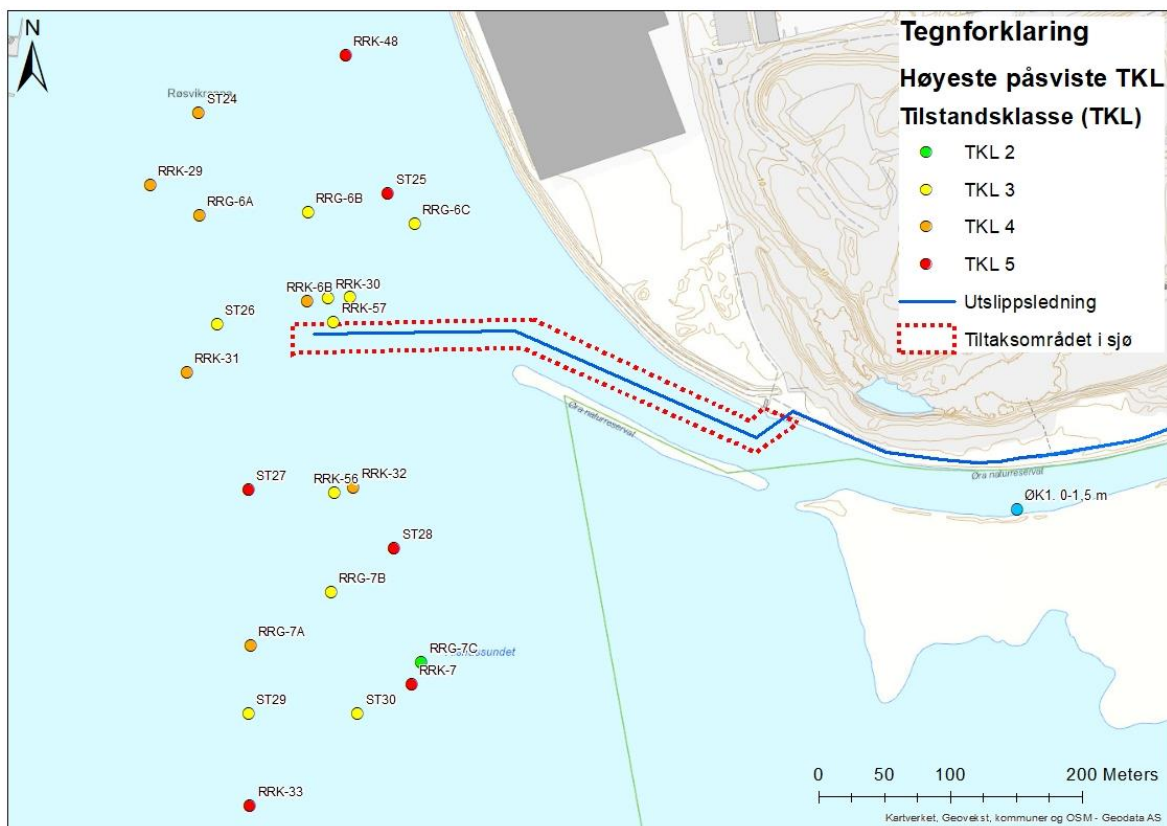 N
RRK-48
Røsvikrenna
ST24
RRK-29
RRG-6A
RRG-6B
ST25
RRG-6C
RRK-6B
RRK-30
RRK-57
ST26
RRK-31
ST27
RRK-56
RRK-32
ST28
RRG-7B
RRG-7A
RRG-7C
RRK-7
ST29
ST30
RRK-33
Øra naturreservat
Øra naturreservat
ØK1. 0-1,5 m
10
Tegnforklaring
Høyeste påsviste TKL
Tilstandsklasse (TKL)
TKL 2
TKL 3
TKL 4
TKL 5
Utslippsledning
Tiltaksområdet i sjø
0 50 100 200 Meters
Kartverket, Geovekst, kommuner og OSM - Geodata AS